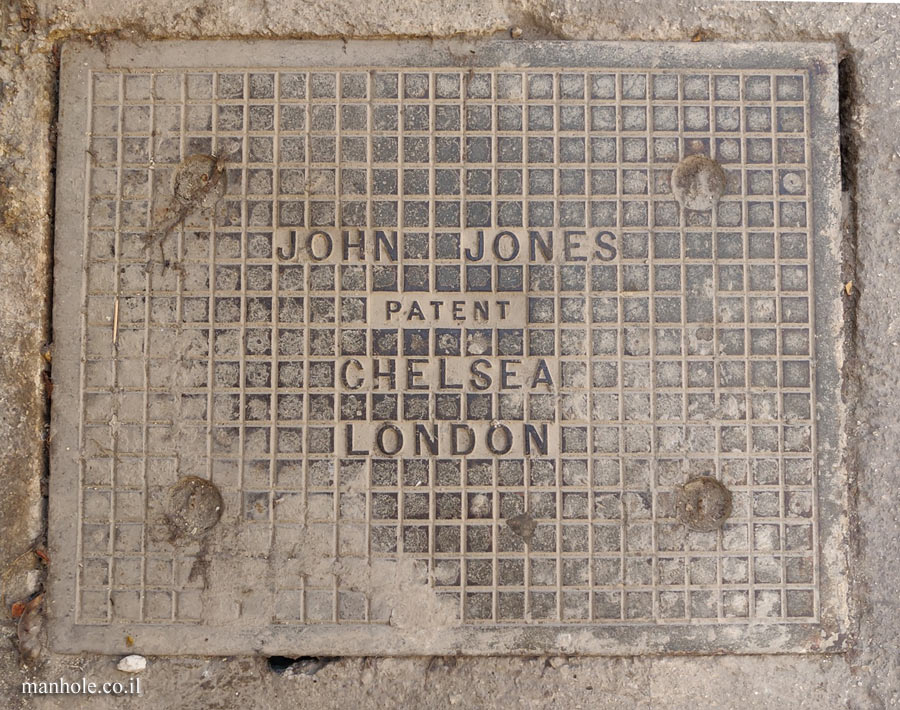 JOHN JONES
PATENT
CHELSEA
LONDON
manhole.co.il